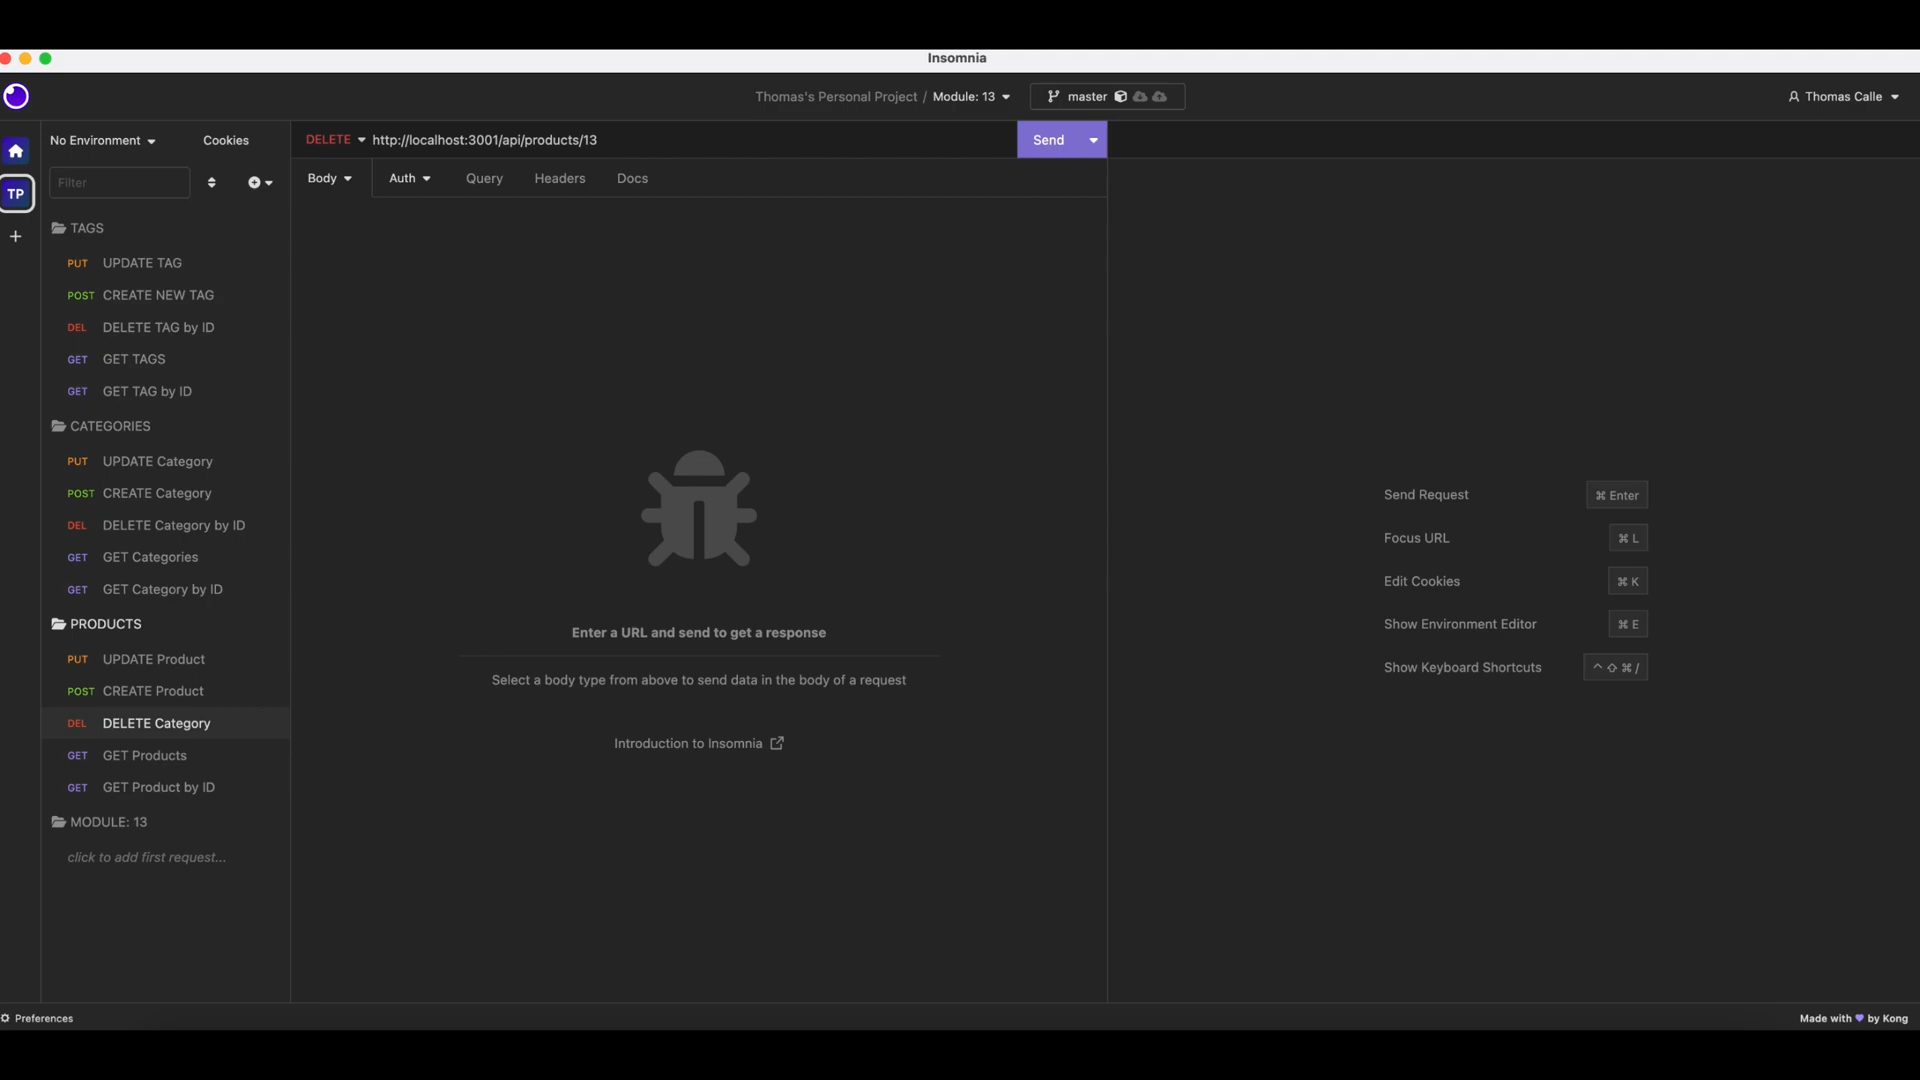 Insomnia
Thomas's Personal Project / Module: 13
master
Thomas Calle
TP
No Environment
Cookies
Filter
TAGS
PUT UPDATE TAG
POST CREATE NEW TAG
DEL DELETE TAG by ID
GET GET TAGS
GET GET TAG by ID
CATEGORIES
PUT UPDATE Category
POST CREATE Category
DEL DELETE Category by ID
GET GET Categories
GET GET Category by ID
PRODUCTS
PUT UPDATE Product
POST CREATE Product
DEL DELETE Category
GET GET Products
GET GET Product by ID
MODULE: 13
click to add first request...
DELETE http://localhost:3001/api/products/13
Send
Body Auth Query Headers Docs
Enter a URL and send to get a response
Select a body type from above to send data in the body of a request
Introduction to Insomnia
Send Request ⌘ Enter
Focus URL ⌘ L
Edit Cookies ⌘ K
Show Environment Editor ⌘ E
Show Keyboard Shortcuts ⌃ ⇧ ⌘ /
Preferences
Made with 💜 by Kong